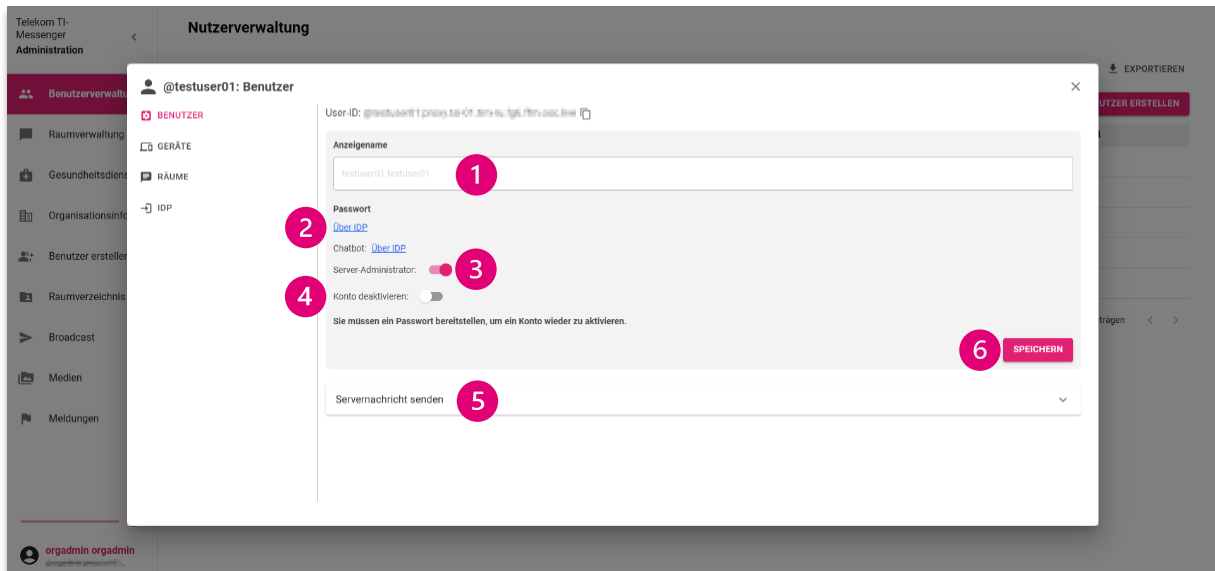 Telekom TI-
Messenger
Administration
Nutzerverwaltung
EXPORTIEREN
UTZER ERSTELLEN
Benutzerverwaltu
Raumverwaltung
Gesundheitsdiens
Organisationsinfo
Benutzer ersteller
Raumverzeichnis
Broadcast
Medien
Meldungen
orgadmin orgadmin
@testuser01: Benutzer
BENUTZER
GERÄTE
RÄUME
IDP
User-ID:
Anzeigename
testuser01 testuser01
1
Passwort
2
Über IDP
Chatbot: Über IDP
Server-Administrator:
3
4
Konto deaktivieren:
Sie müssen ein Passwort bereitstellen, um ein Konto wieder zu aktivieren.
6
SPEICHERN
Servernachricht senden
5
eträgen